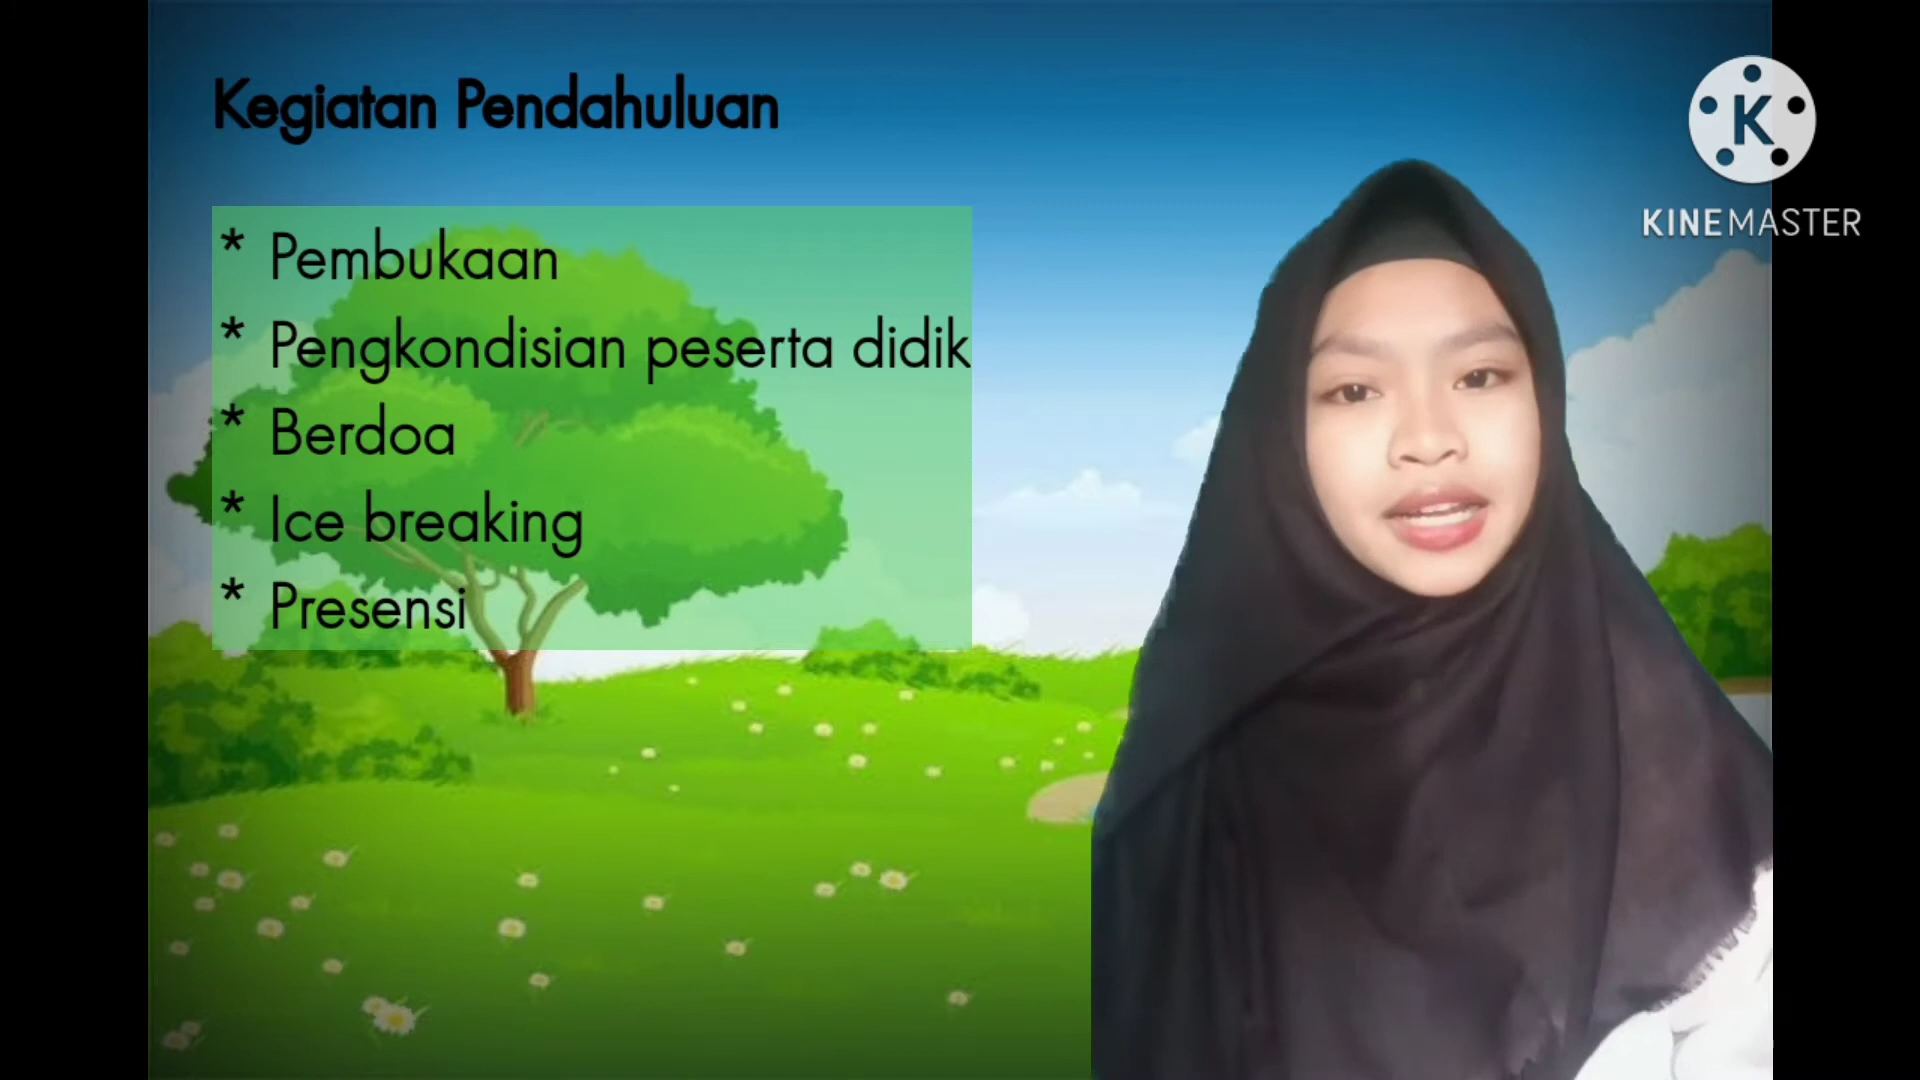 Kegiatan Pendahuluan
* Pembukaan
* Pengkondisian peserta didik
* Berdoa
* Ice breaking
* Presensi
K
KINEMASTER